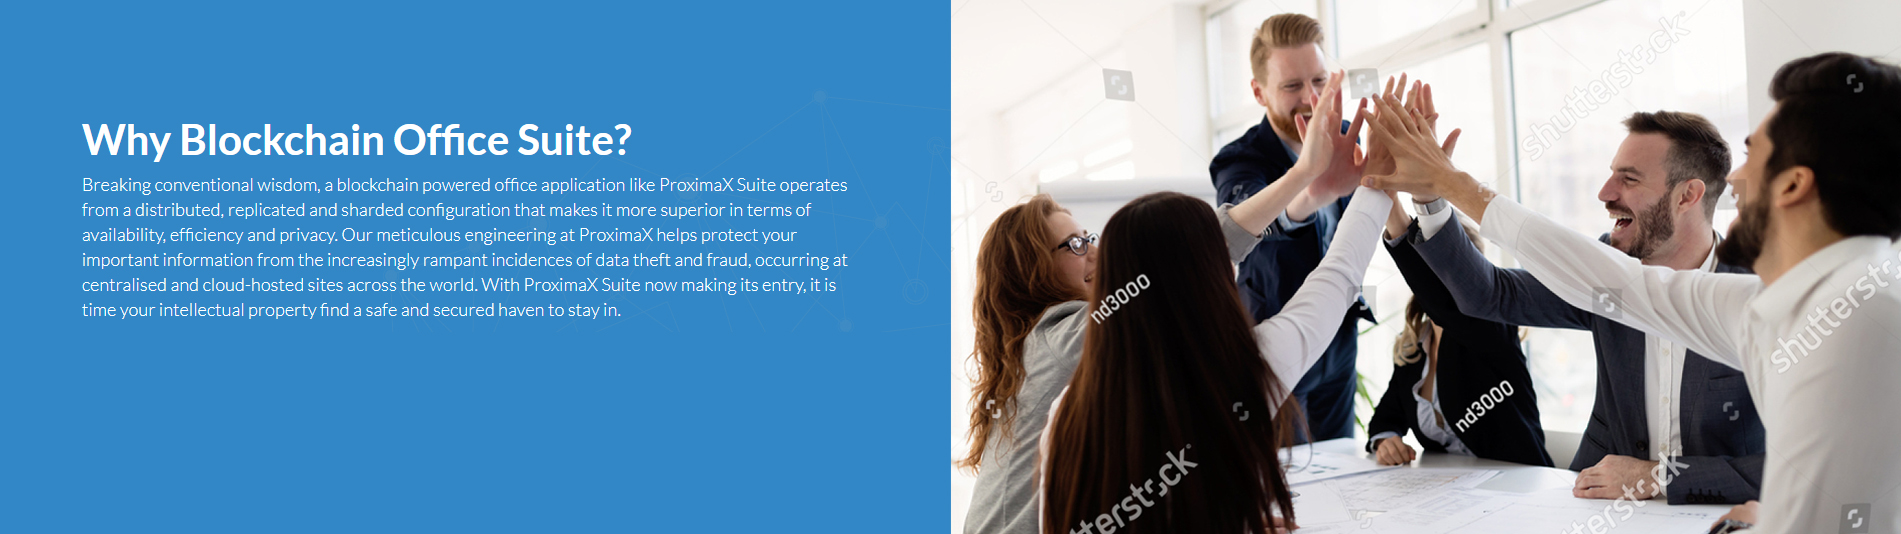 Why Blockchain Office Suite?
Breaking conventional wisdom, a blockchain powered office application like ProximaX Suite operates
from a distributed, replicated and sharded configuration that makes it more superior in terms of
availability, efficiency and privacy. Our meticulous engineering at ProximaX helps protect your
important information from the increasingly rampant incidences of data theft and fraud, occurring at
centralised and cloud-hosted sites across the world. With ProximaX Suite now making its entry, it is
time your intellectual property find a safe and secured haven to stay in.
shutterstock
nd3000
shutterstock
nd3000
shutterstock
shutterstock